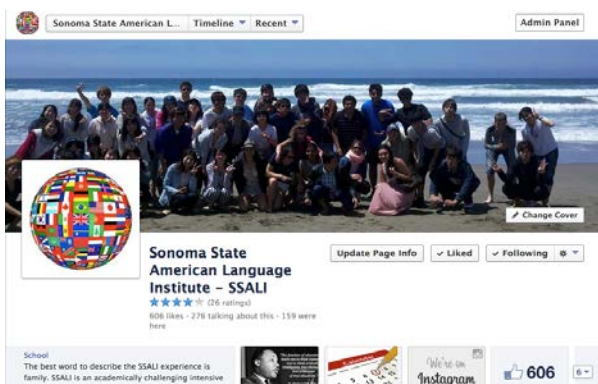 Sonoma State American L... Timeline Recent Admin Panel
Change Cover
Sonoma State
American Language
Institute – SSALI
(26 ratings)
606 likes · 276 talking about this · 159 were
here
Update Page Info Liked Following
School
The best word to describe the SSALI experience is
family. SSALI is an academically challenging intensive
We're on
Instagram
606
6